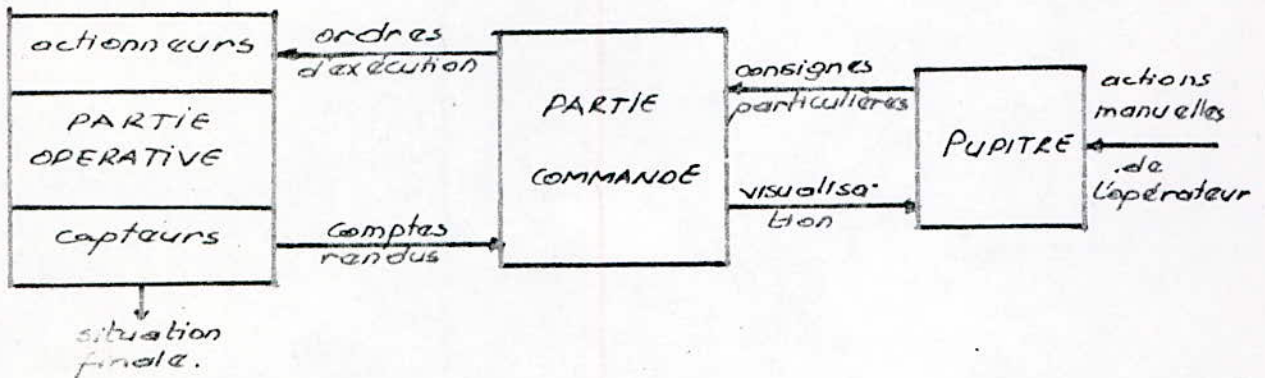 actionneurs
PARTIE
OPERATIVE
capteurs
situation
finale.
ordres
d'exécution
comptes
rendus
PARTIE
COMMANDE
consignes
particulières
visualisa-
tion
PUPITRE
actions
manuelles
de
l'opérateur